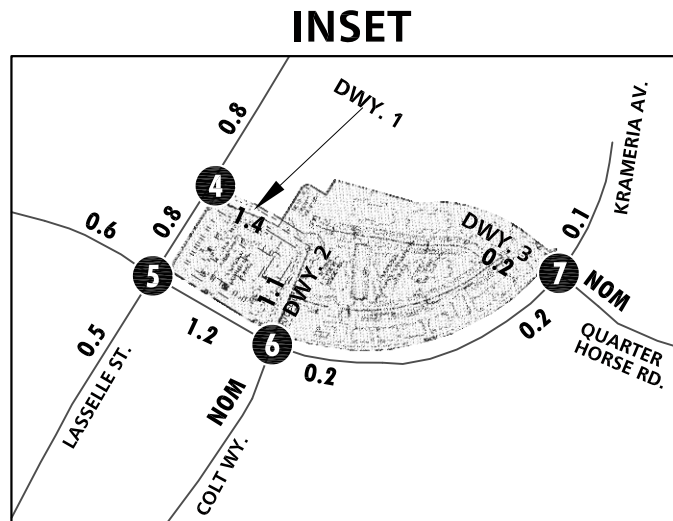 INSET
DWY. 1
KRAMERIA AV.
0.8
4
0.1
0.6
0.8
1.4
DWY. 3
0.2
5
DWY. 2
7
NOM
1.1
0.5
1.2
0.2
QUARTER
HORSE RD.
6
LASSELLE ST.
0.2
NOM
COLT WY.